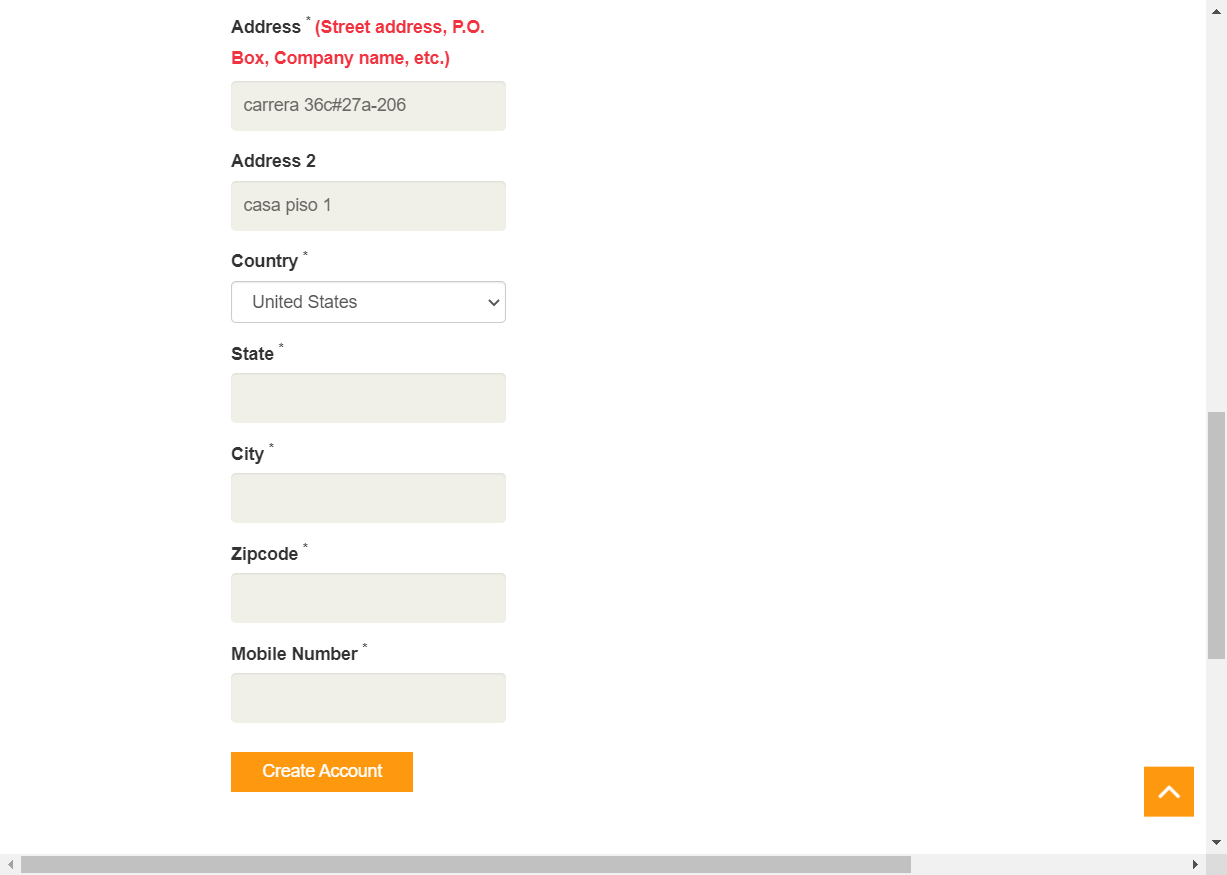 Address * (Street address, P.O.
Box, Company name, etc.)
carrera 36c#27a-206
Address 2
casa piso 1
Country *
United States
State *
City *
Zipcode *
Mobile Number *
Create Account